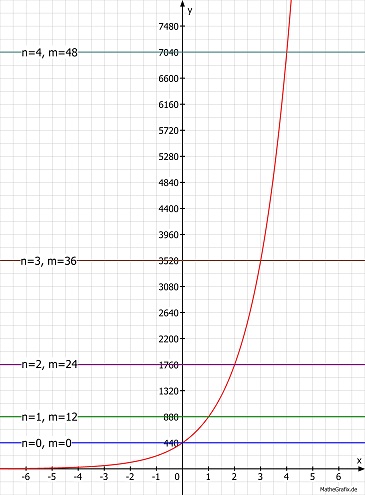 y
7480
n=4, m=48
7040
6600
6160
5720
5280
4840
4400
3960
n=3, m=36
3520
3080
2640
2200
n=2, m=24
1760
1320
n=1, m=12
880
n=0, m=0
440
x
-6 -5 -4 -3 -2 -1 0 1 2 3 4 5 6
MatheGrafix.de